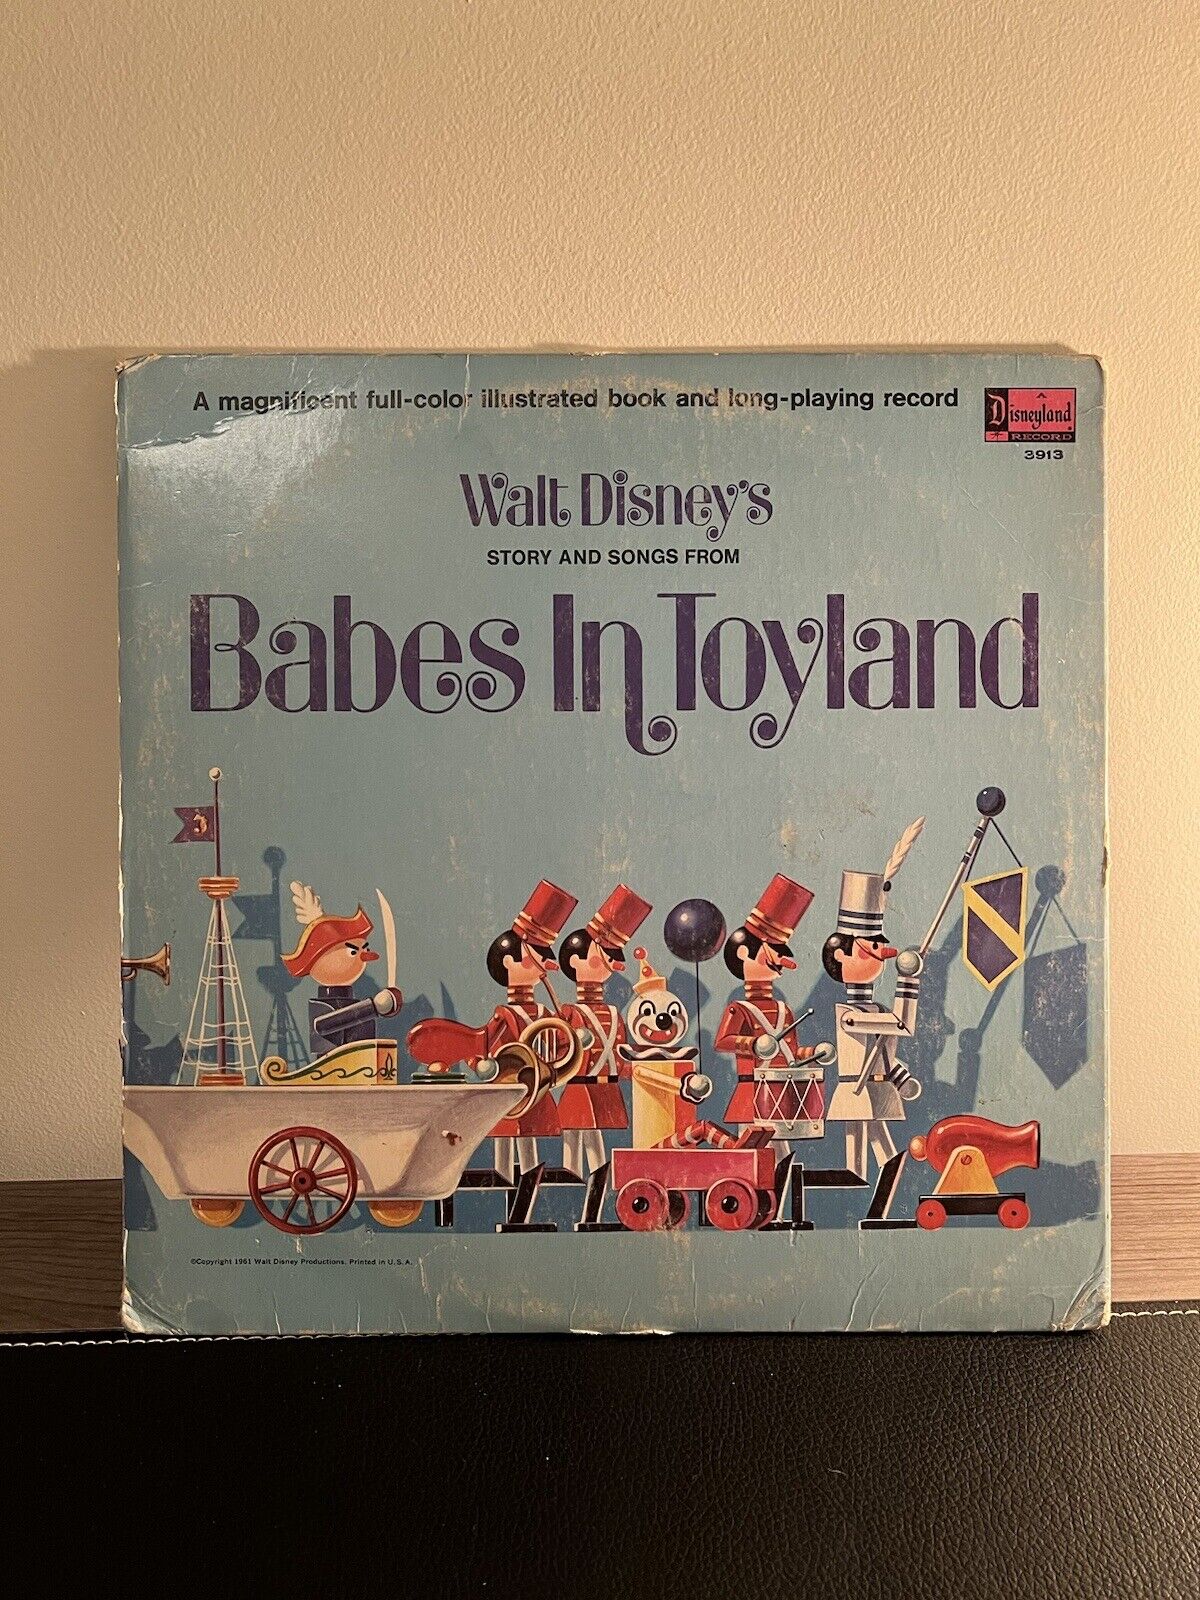 A magnificent full-color illustrated book and long-playing record
Disneyland
RECORD
3913
Walt Disney's
STORY AND SONGS FROM
Babes In Toyland
©Copyright 1961 Walt Disney Productions. Printed in U.S.A.